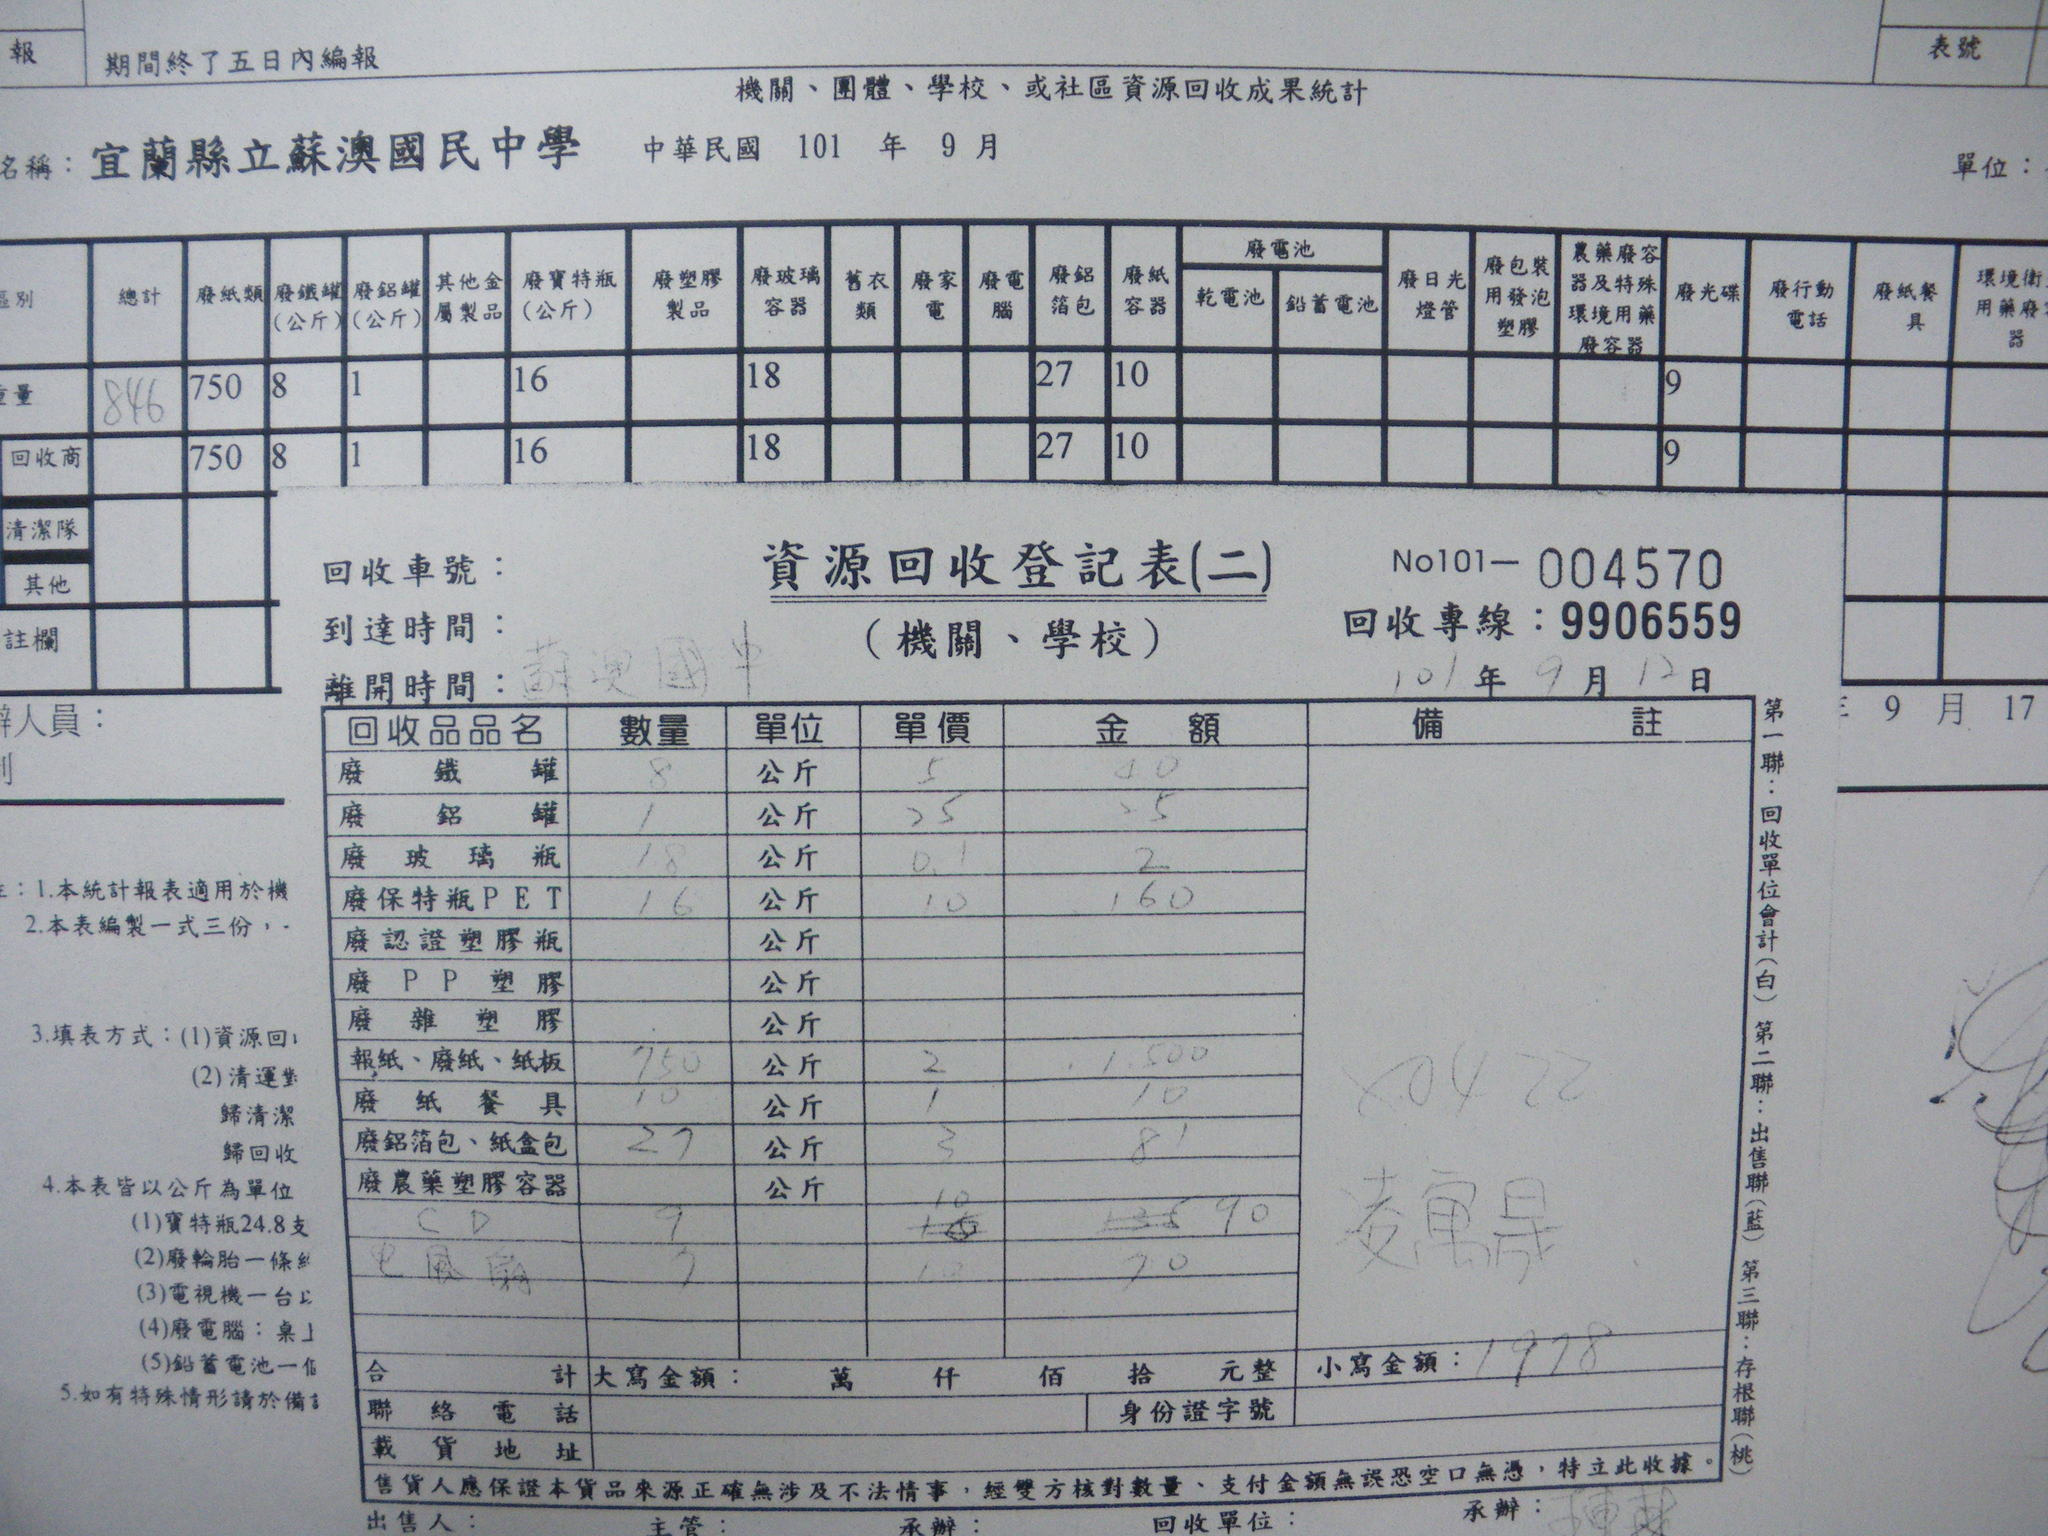 報
期間終了五日內編報
表號
機關、團體、學校、或社區資源回收成果統計
名稱：宜蘭縣立蘇澳國民中學 中華民國 101 年 9 月
單位：
區別 總計 廢紙類 廢鐵罐(公斤) 廢鋁罐(公斤) 其他金屬製品 廢寶特瓶(公斤) 廢塑膠製品 廢玻璃容器 舊衣類 廢家電 廢電腦 廢鋁箔包 廢紙容器 廢電池 乾電池 鉛蓄電池 廢日光燈管 廢包裝用發泡塑膠 農藥廢容器及特殊環境用藥廢容器 廢光碟 廢行動電話 廢紙餐具 環境衛 用藥廢 器
重量 846 750 8 1 16 18 27 10 9
回收商 750 8 1 16 18 27 10 9
清潔隊
其他
註欄
辦人員：
9 月 17
回收車號：
到達時間：
離開時間：
蘇澳國中
資源回收登記表(二)
（機關、學校）
No101－004570
回收專線：9906559
101年 9月 12日
回收品品名 數量 單位 單價 金額 備註
廢鐵罐 8 公斤 5 40
廢鋁罐 1 公斤 25 25
廢玻璃瓶 18 公斤 0.1 2
廢保特瓶PET 16 公斤 10 160
廢認證塑膠瓶 公斤
廢PP塑膠 公斤
廢雜塑膠 公斤
報紙、廢紙、紙板 750 公斤 2 1.500
廢紙餐具 10 公斤 1 10
廢鋁箔包、紙盒包 27 公斤 3 81
廢農藥塑膠容器 公斤
CD 9 10 135 90
电風扇 7 10 70
凌萬晟
合計 大寫金額： 萬 仟 佰 拾 元整 小寫金額：1978
聯絡電話 身份證字號
載貨地址
售貨人應保證本貨品來源正確無涉及不法情事，經雙方核對數量、支付金額無誤恐空口無憑，特立此收據。
出售人： 主管： 承辦： 回收單位： 承辦：
第一聯：回收單位會計(白) 第二聯：出售聯(藍) 第三聯：存根聯(桃)
註：1.本統計報表適用於機
2.本表編製一式三份，
3.填表方式：(1)資源回
(2)清運
歸清潔
歸回收
4.本表皆以公斤為單位
(1)寶特瓶24.8支
(2)廢輪胎一條
(3)電視機一台
(4)廢電腦：桌上
(5)鉛蓄電池一
5.如有特殊情形請於備